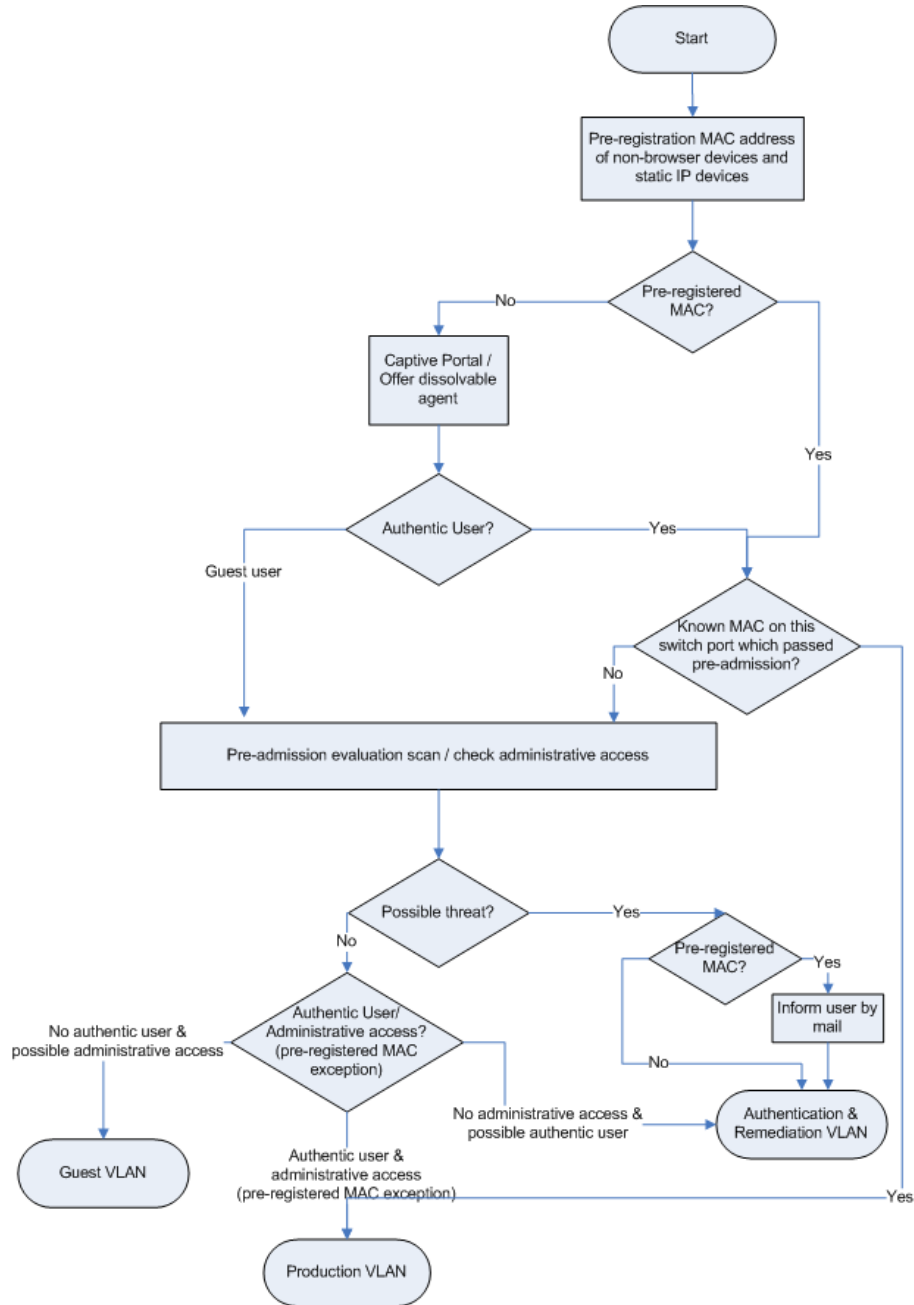 Start
Pre-registration MAC address
of non-browser devices and
static IP devices
Pre-registered
MAC?
No
Captive Portal /
Offer dissolvable
agent
Yes
Authentic User?
Yes
Guest user
Known MAC on this
switch port which passed
pre-admission?
No
Pre-admission evaluation scan / check administrative access
Possible threat?
Yes
No
Pre-registered
MAC?
Yes
Inform user by
mail
No
Authentic User/
Administrative access?
(pre-registered MAC
exception)
No authentic user &
possible administrative access
No administrative access &
possible authentic user
Authentication &
Remediation VLAN
Guest VLAN
Authentic user &
administrative access
(pre-registered MAC exception)
Yes
Production VLAN